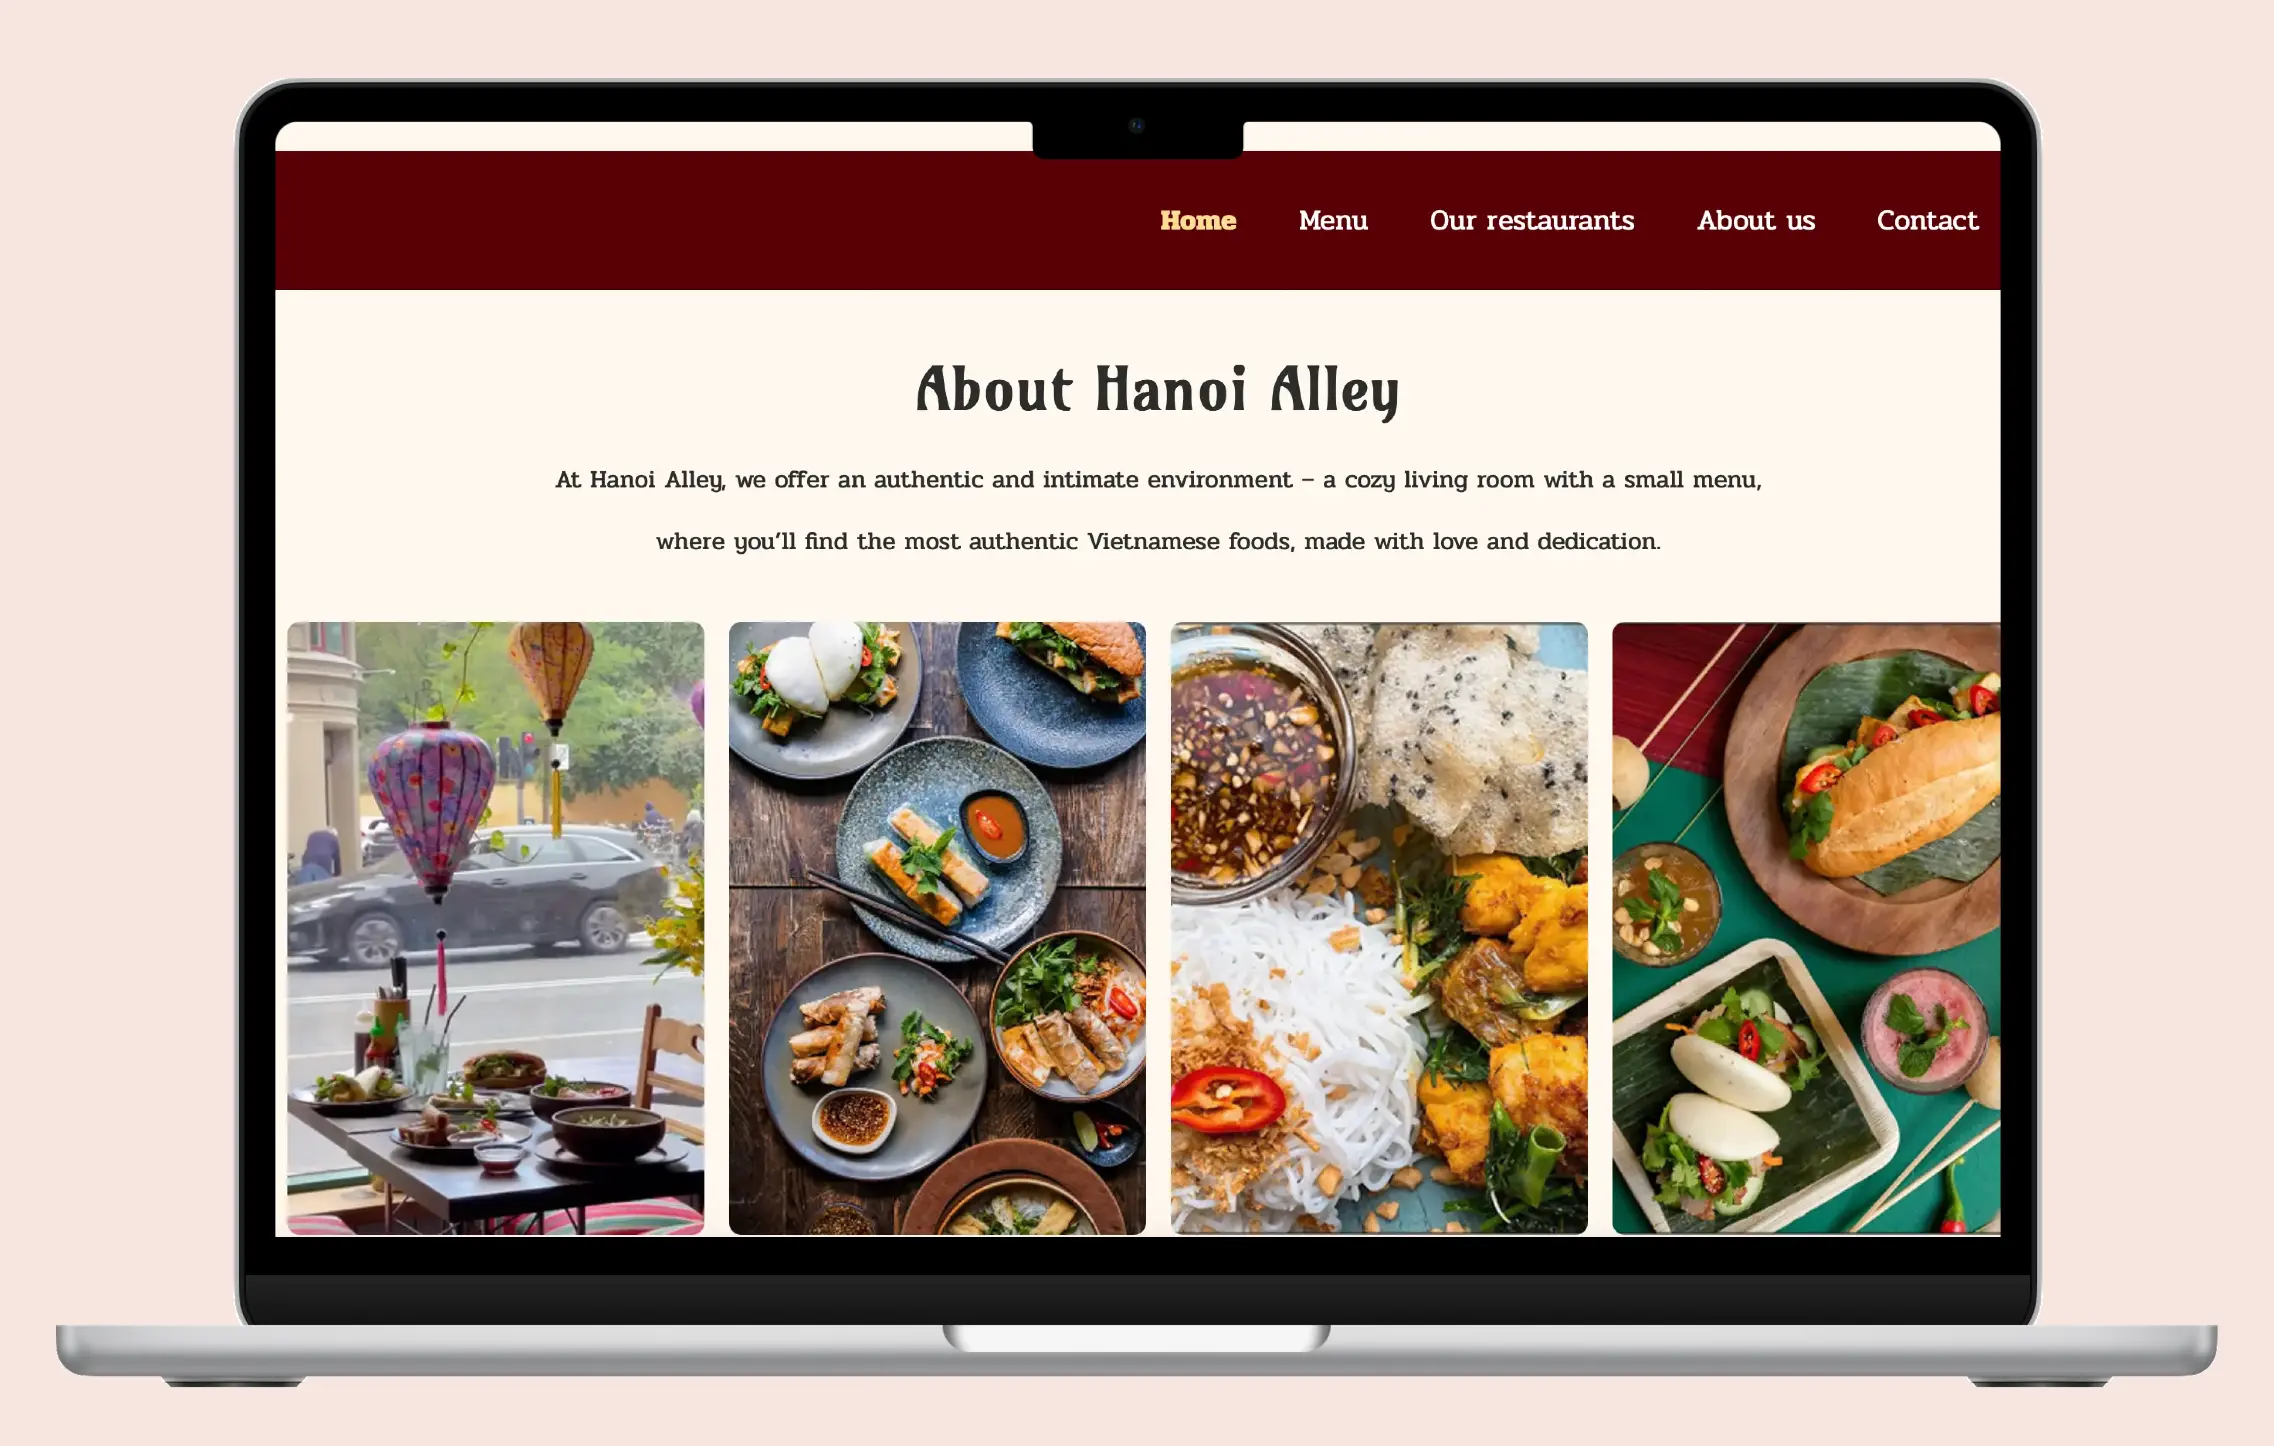 Home Menu Our restaurants About us Contact
About Hanoi Alley
At Hanoi Alley, we offer an authentic and intimate environment – a cozy living room with a small menu,
where you’ll find the most authentic Vietnamese foods, made with love and dedication.